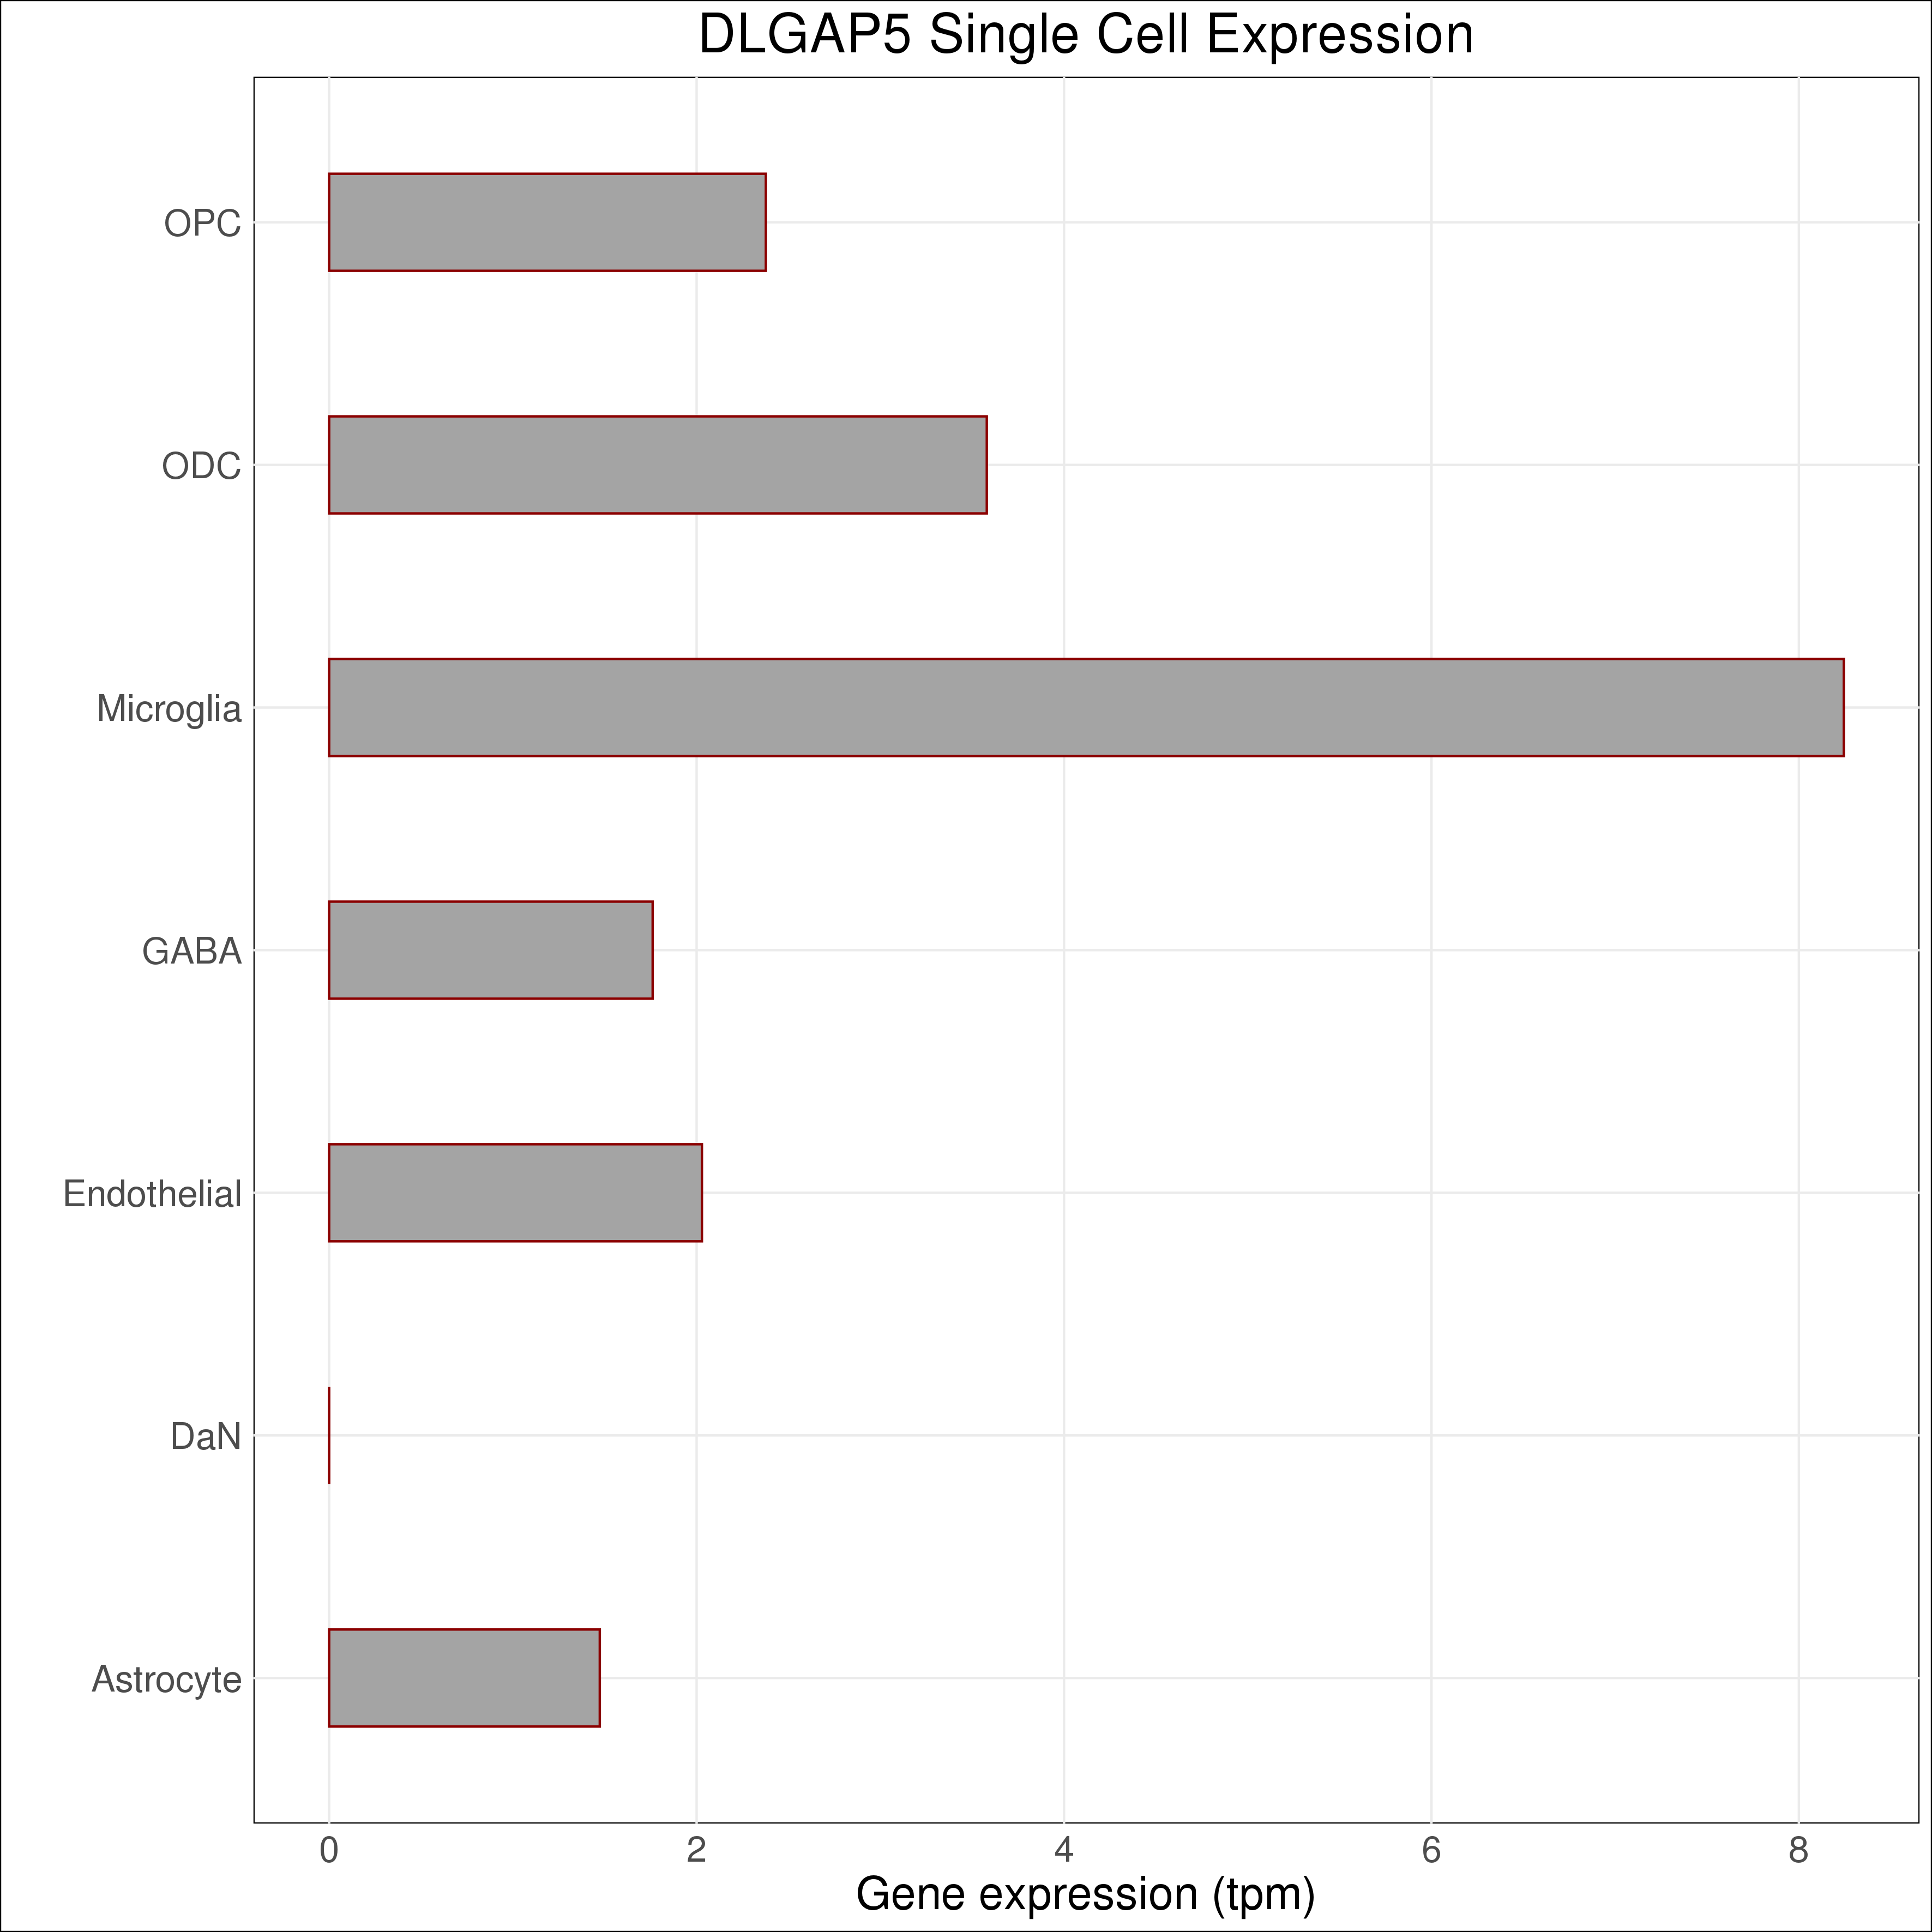 DLGAP5 Single Cell Expression
OPC
ODC
Microglia
GABA
Endothelial
DaN
Astrocyte
0 2 4 6 8
Gene expression (tpm)